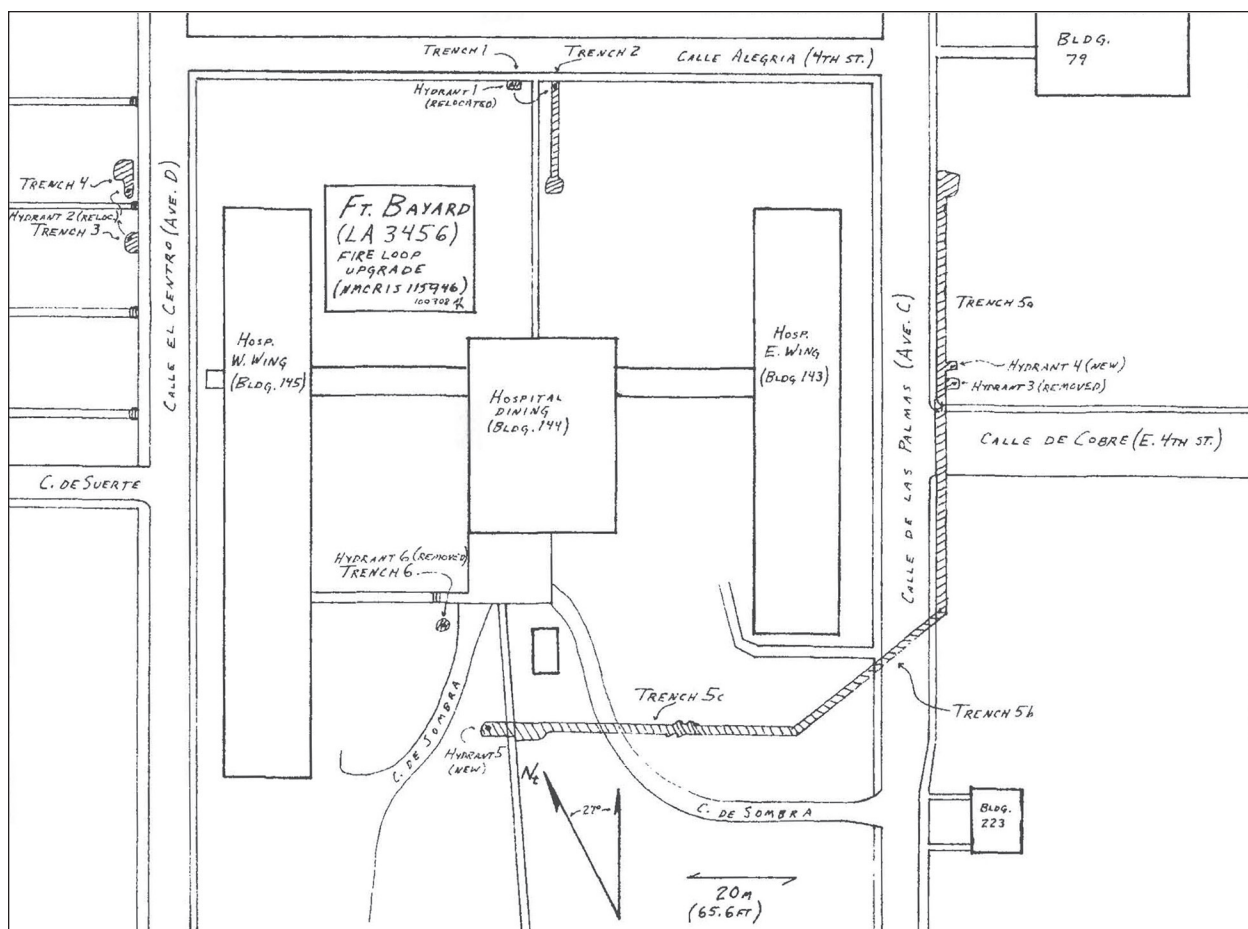 BLDG.
79
TRENCH 1
TRENCH 2
CALLE ALEGRIA (4TH ST.)
HYDRANT 1
(RELOCATED)
TRENCH 4
HYDRANT 2 (RELOC.)
TRENCH 3
CALLE EL CENTRO (AVE. D)
FT. BAYARD
(LA 3456)
FIRE LOOP
UPGRADE
(NMCRIS 115946)
100708
HOSP.
W. WING
(BLDG. 145)
HOSPITAL
DINING
(BLDG. 144)
HOSP.
E. WING
(BLDG. 143)
CALLE DE LAS PALMAS (AVE. C)
TRENCH 5a
HYDRANT 4 (NEW)
HYDRANT 3 (REMOVED)
CALLE DE COBRE (E. 4TH ST.)
C. DE SUERTE
HYDRANT 6 (REMOVED)
TRENCH 6
TRENCH 5c
TRENCH 5b
C. DE SOMBRA
HYDRANT 5
(NEW)
Nt
27°
C. DE SOMBRA
BLDG.
223
20M
(65.6FT)